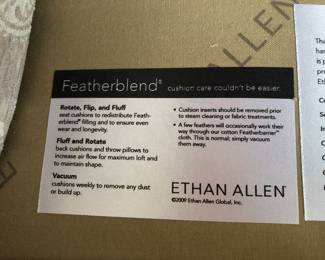 ALLEN
Featherblend® cushion care couldn't be easier.
Rotate, Flip, and Fluff
seat cushions to redistribute Feath-
erblend® filling and to ensure even
wear and longevity.
Fluff and Rotate
back cushions and throw pillows to
increase air flow for maximum loft and
to maintain shape.
Vacuum
cushions weekly to remove any dust
or build up.
• Cushion inserts should be removed prior
to steam cleaning or fabric treatments.
• A few feathers will occasionally work their
way through our cotton Featherbarrier™
cloth. This is normal; simply vacuum
them away.
ETHAN ALLEN®
©2009 Ethan Allen Global, Inc.